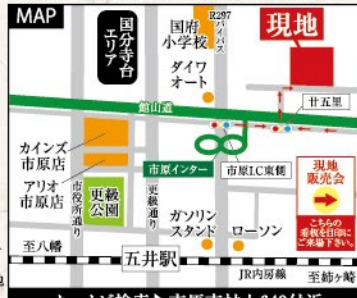 MAP
国分寺台
エリア
国府
小学校
R297
バイパス
現地
ダイワ
オート
館山道
廿五里
カインズ
市原店
アリオ
市原店
市原インター
市原I.C東側
現地
販売会
こちらの
看板を目印に
ご来場下さい。
市役所通り
更級
公園
更級通り
ガソリン
スタンド
ローソン
至八幡
五井駅
JR内房線
至姉ヶ崎